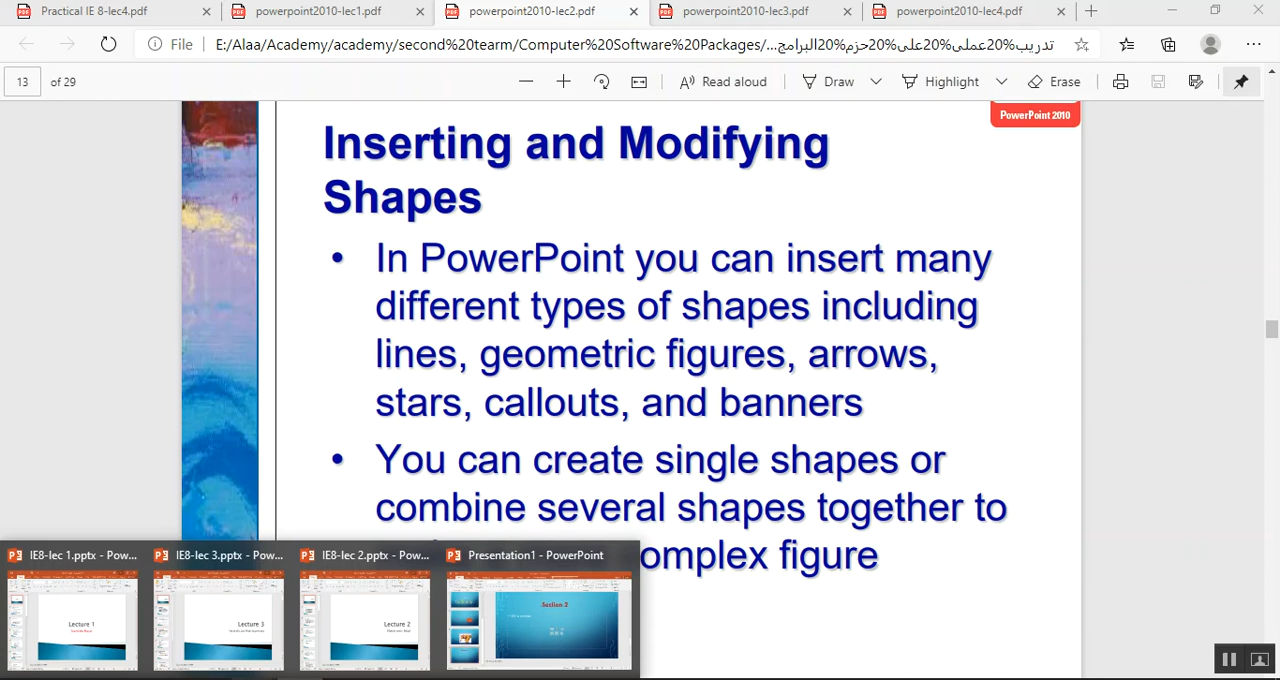 Practical IE 8-lec4.pdf
powerpoint2010-lec1.pdf
powerpoint2010-lec2.pdf
powerpoint2010-lec3.pdf
powerpoint2010-lec4.pdf
File
E:/Alaa/Academy/academy/second%20tearm/Computer%20Software%20Packages/...تدريب%20عملى%20على%20حزم%20البرامج
13 of 29
Read aloud
Draw
Highlight
Erase
PowerPoint 2010
Inserting and Modifying
Shapes
• In PowerPoint you can insert many
different types of shapes including
lines, geometric figures, arrows,
stars, callouts, and banners
• You can create single shapes or
combine several shapes together to
omplex figure
IE8-lec 1.pptx - Pow...
IE8-lec 3.pptx - Pow...
IE8-lec 2.pptx - Pow...
Presentation1 - PowerPoint
Lecture 1
Lecture 3
Lecture 2
Section 2